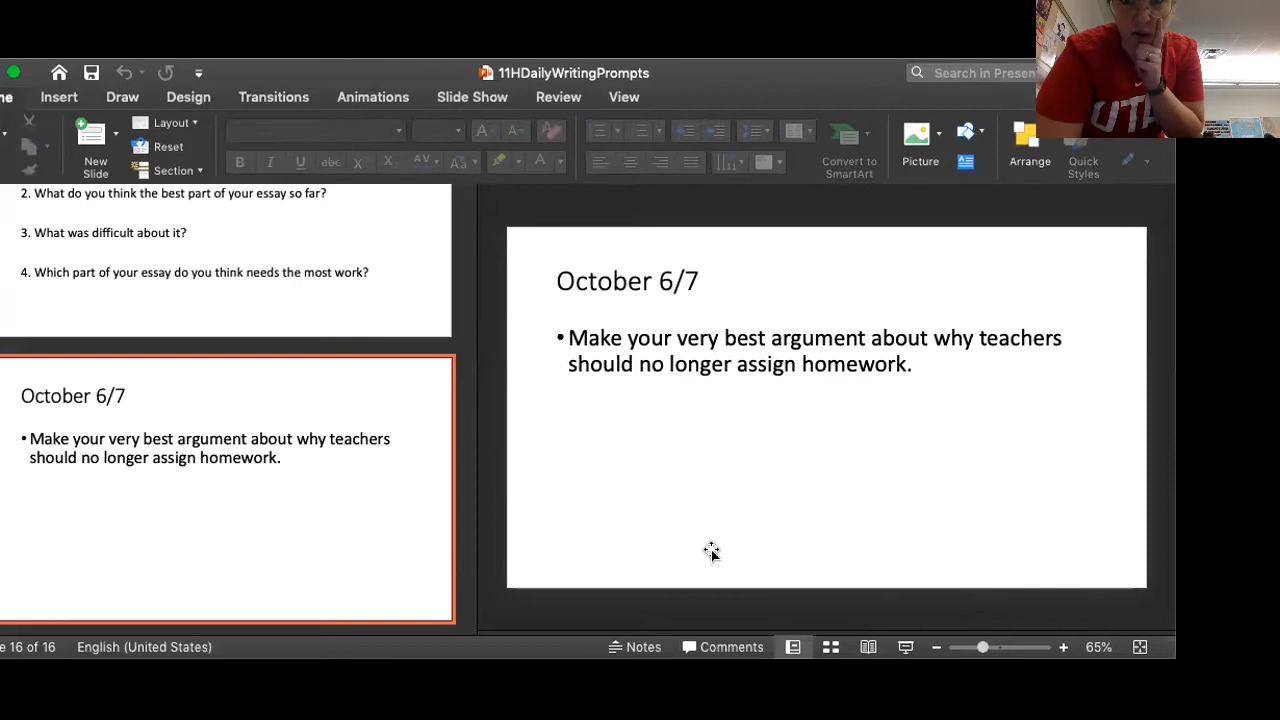 11HDailyWritingPrompts
Search in Presen
me Insert Draw Design Transitions Animations Slide Show Review View
Layout
Reset
Section
New
Slide
B I U abc X X AV Aa A
A A A
Convert to
SmartArt
Picture
Arrange
Quick
Styles
2. What do you think the best part of your essay so far?
3. What was difficult about it?
4. Which part of your essay do you think needs the most work?
October 6/7
• Make your very best argument about why teachers
should no longer assign homework.
October 6/7
• Make your very best argument about why teachers
should no longer assign homework.
e 16 of 16 English (United States)
Notes Comments 65%
UTA